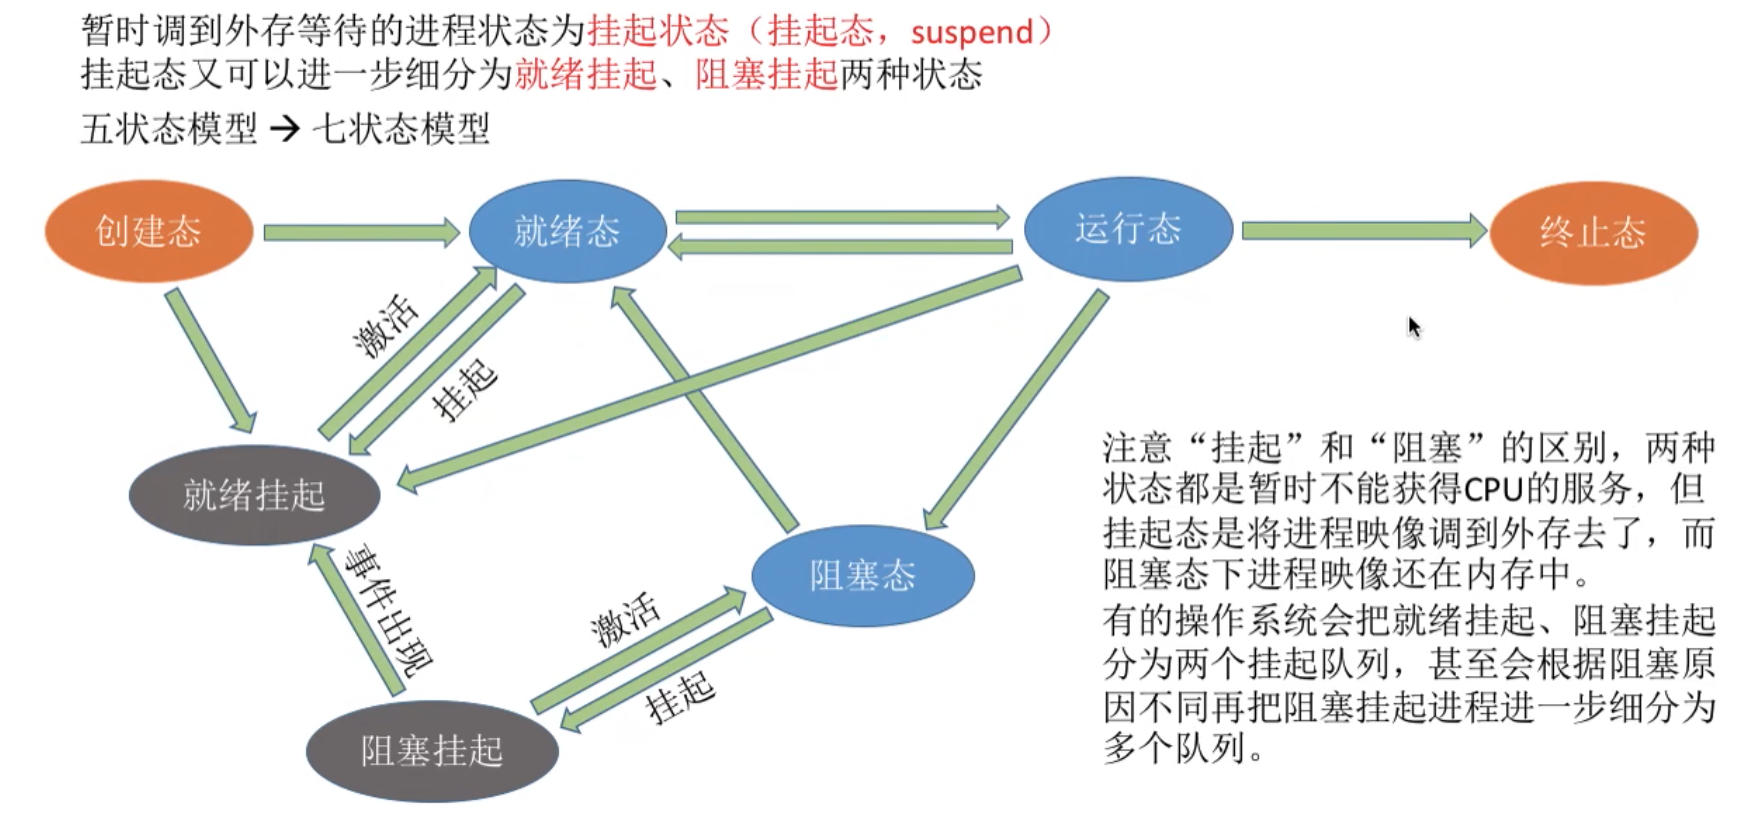 暂时调到外存等待的进程状态为挂起状态（挂起态，suspend）
挂起态又可以进一步细分为就绪挂起、阻塞挂起两种状态
五状态模型 → 七状态模型
创建态
就绪态
运行态
终止态
激活
挂起
就绪挂起
事件出现
阻塞态
激活
挂起
阻塞挂起
注意“挂起”和“阻塞”的区别，两种
状态都是暂时不能获得CPU的服务，但
挂起态是将进程映像调到外存去了，而
阻塞态下进程映像还在内存中。
有的操作系统会把就绪挂起、阻塞挂起
分为两个挂起队列，甚至会根据阻塞原
因不同再把阻塞挂起进程进一步细分为
多个队列。